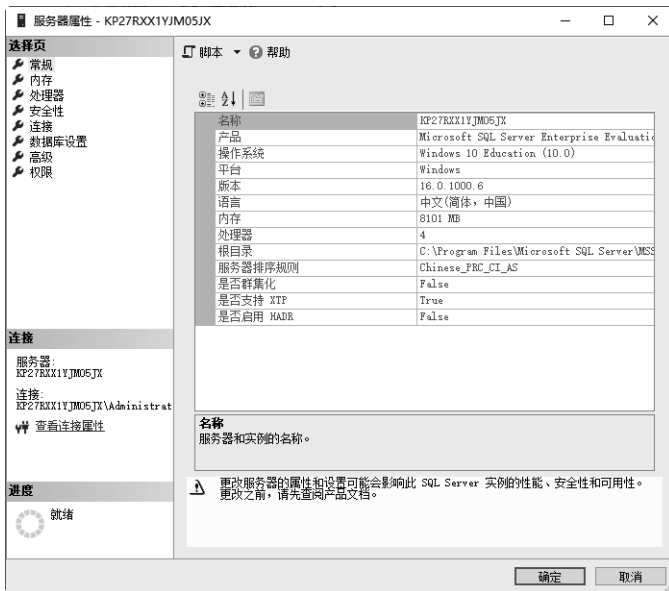 服务器属性 - KP27RXX1YJM05JX
选择页
常规
内存
处理器
安全性
连接
数据库设置
高级
权限
脚本 帮助
名称 KP27RXX1YJM05JX
产品 Microsoft SQL Server Enterprise Evaluatic
操作系统 Windows 10 Education (10.0)
平台 Windows
版本 16.0.1000.6
语言 中文(简体，中国)
内存 8101 MB
处理器 4
根目录 C:\Program Files\Microsoft SQL Server\MSS
服务器排序规则 Chinese_PRC_CI_AS
是否群集化 False
是否支持 XTP True
是否启用 HADR False
连接
服务器:
KP27RXX1YJM05JX
连接:
KP27RXX1YJM05JX\Administrat
查看连接属性
名称
服务器和实例的名称。
进度
就绪
更改服务器的属性和设置可能会影响此 SQL Server 实例的性能、安全性和可用性。
更改之前，请先查阅产品文档。
确定 取消